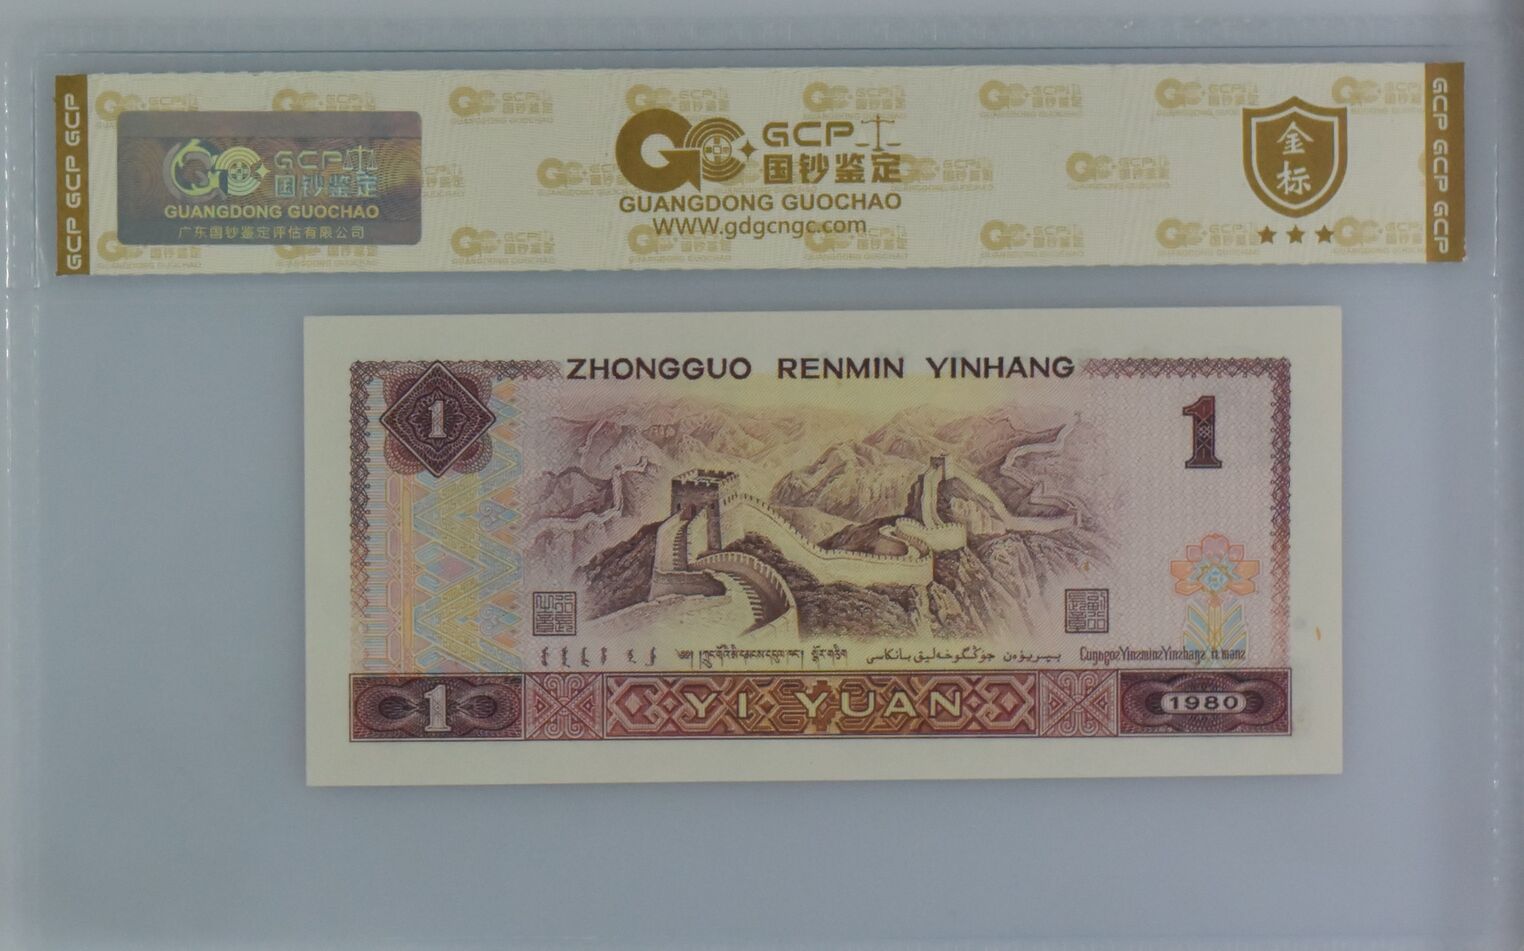 GCP GCP GCP
GCP
国钞鉴定
GUANGDONG GUOCHAO
广东国钞鉴定评估有限公司
GCP
国钞鉴定
GUANGDONG GUOCHAO
WWW.gdgcngc.com
金
标
GCP GCP GCP
ZHONGGUO RENMIN YINHANG
1
1
YI YUAN
1
1980